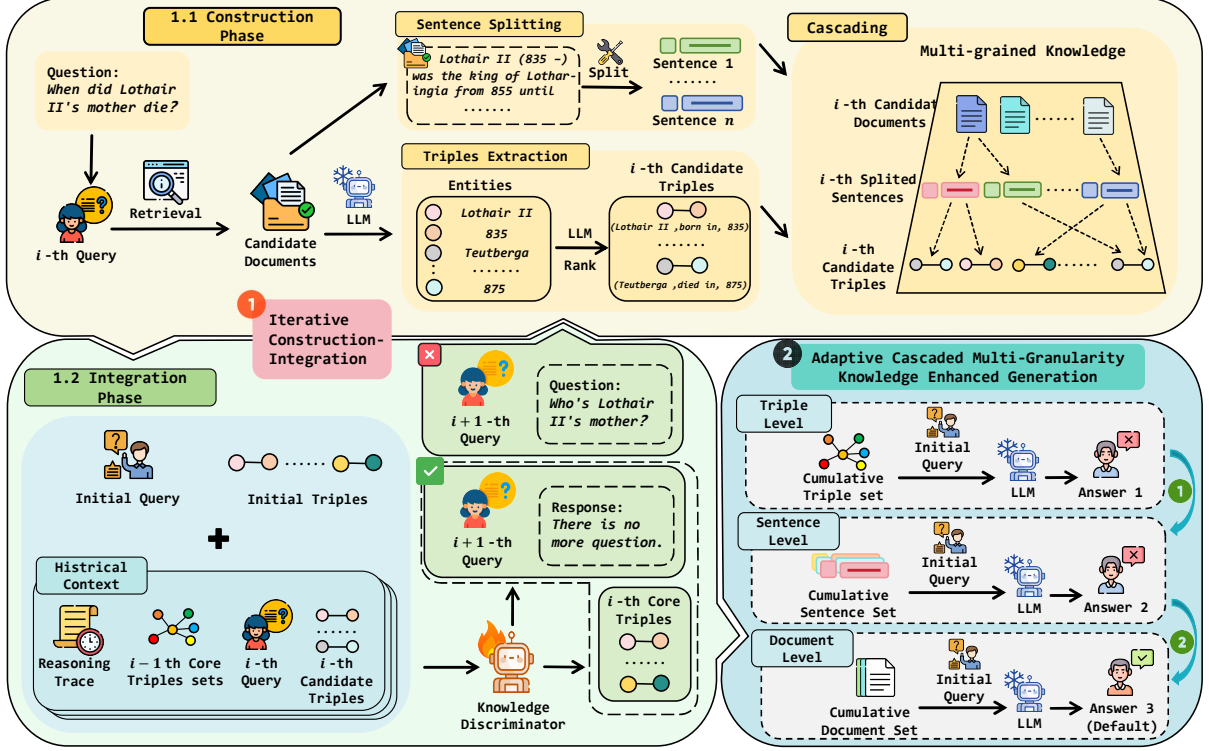 1.1 Construction
Phase
Question:
When did Lothair
II's mother die?
i-th Query
Retrieval
Candidate
Documents
LLM
Sentence Splitting
Lothair II (835 –)
was the king of Lothar-
ingia from 855 until
.......
Split
Sentence 1
.......
Sentence n
Triples Extraction
Entities
Lothair II
835
Teutberga
.......
875
LLM
Rank
i-th Candidate
Triples
(Lothair II ,born in, 835)
.......
(Teutberga ,died in, 875)
Cascading
Multi-grained Knowledge
i-th Candidat
Documents
i-th Splited
Sentences
i-th
Candidate
Triples
1
Iterative
Construction-
Integration
1.2 Integration
Phase
Initial Query
Initial Triples
+
Histrical
Context
Reasoning
Trace
i−1 th Core
Triples sets
i-th
Query
i-th
Candidate
Triples
i+1-th
Query
Question:
Who's Lothair
II's mother?
i+1-th
Query
Response:
There is no
more question.
Knowledge
Discriminator
i-th Core
Triples
2
Adaptive Cascaded Multi-Granularity
Knowledge Enhanced Generation
Triple
Level
Cumulative
Triple set
Initial
Query
LLM
Answer 1
1
Sentence
Level
Cumulative
Sentence Set
Initial
Query
LLM
Answer 2
2
Document
Level
Cumulative
Document Set
Initial
Query
LLM
Answer 3
(Default)